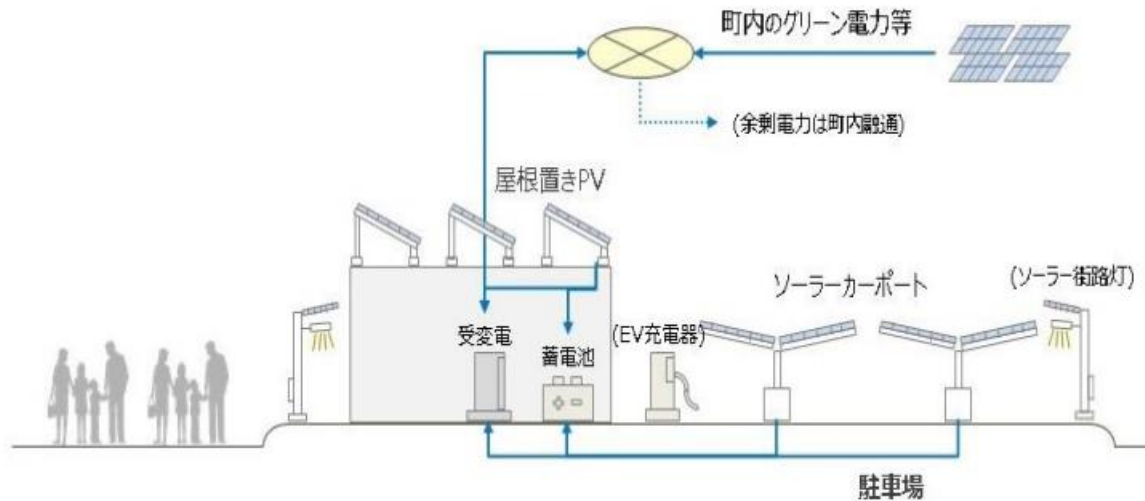 町内のグリーン電力等
(余剰電力は町内融通)
屋根置きPV
ソーラーカーポート
(ソーラー街路灯)
受変電
蓄電池
(EV充電器)
駐車場